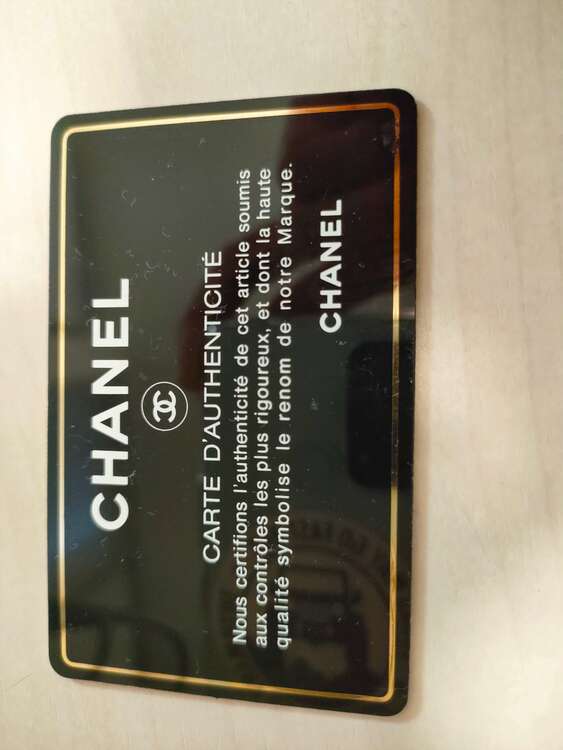 CHANEL
CARTE D'AUTHENTICITÉ
Nous certifions l'authenticité de cet article soumis
aux contrôles les plus rigoureux, et dont la haute
qualité symbolise le renom de notre Marque.
CHANEL